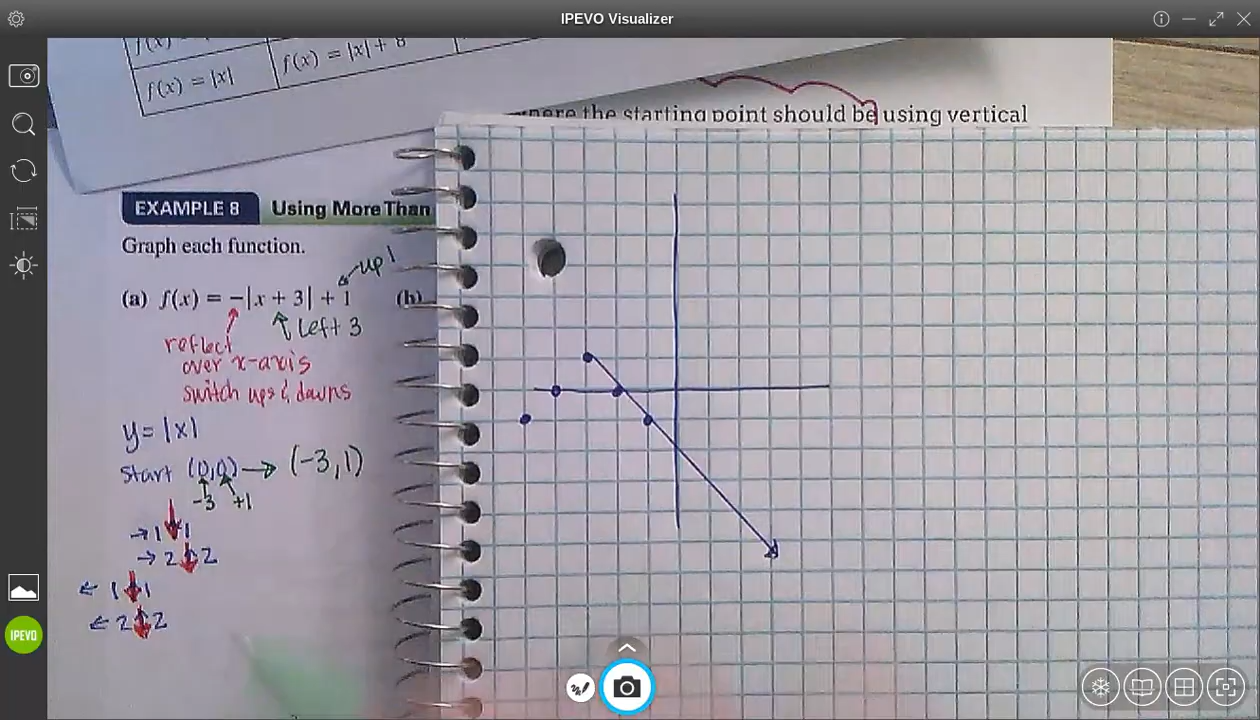 IPEVO Visualizer
f(x) =
f(x) = |x|
f(x) = |x| + 8
where the starting point should be using vertical
EXAMPLE 8 Using More Than
Graph each function.
up 1
(a) f(x) = −|x + 3| + 1 (b)
left 3
reflect
over x-axis
switch ups & downs
y = |x|
Start (0,0) → (-3,1)
-3 +1
→ 1 ↓ 1
→ 2 ↓ 2
← 1 ↓ 1
← 2 ↓ 2
IPEVO